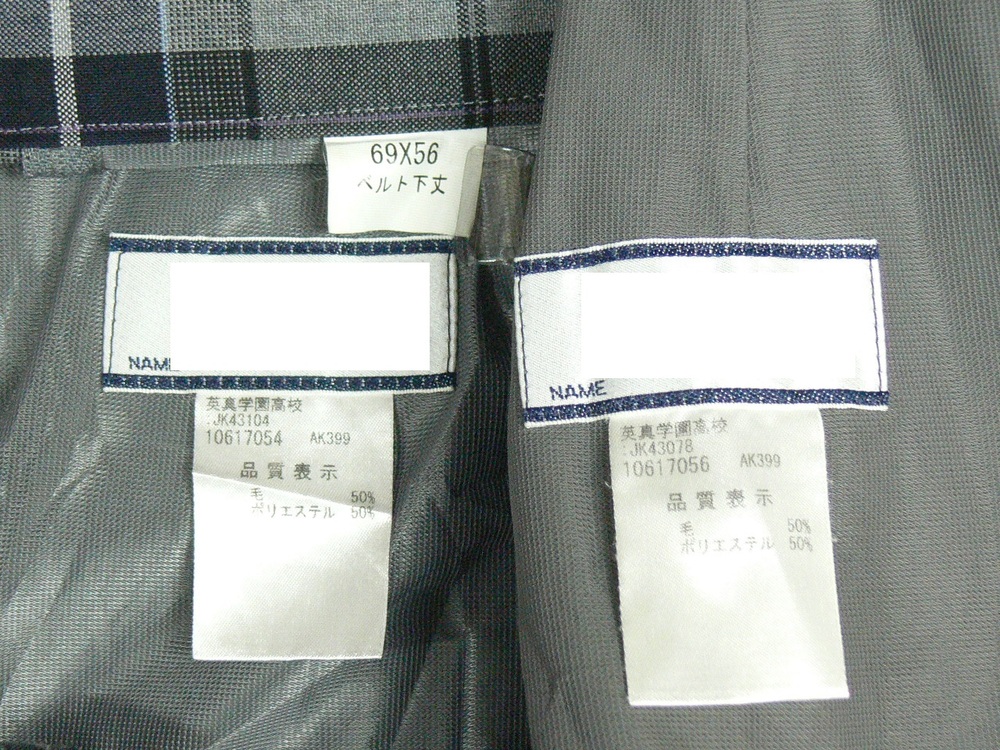 69X56
ベルト下丈
NAME
英真学園高校
:JK43104
10617054 AK399
品質表示
毛 50%
ポリエステル 50%
NAME
英真学園高校
:JK43078
10617056 AK399
品質表示
毛 50%
ポリエステル 50%